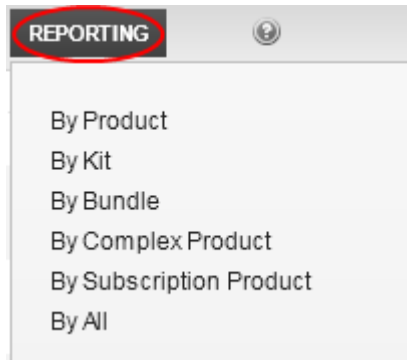 REPORTING
By Product
By Kit
By Bundle
By Complex Product
By Subscription Product
By All